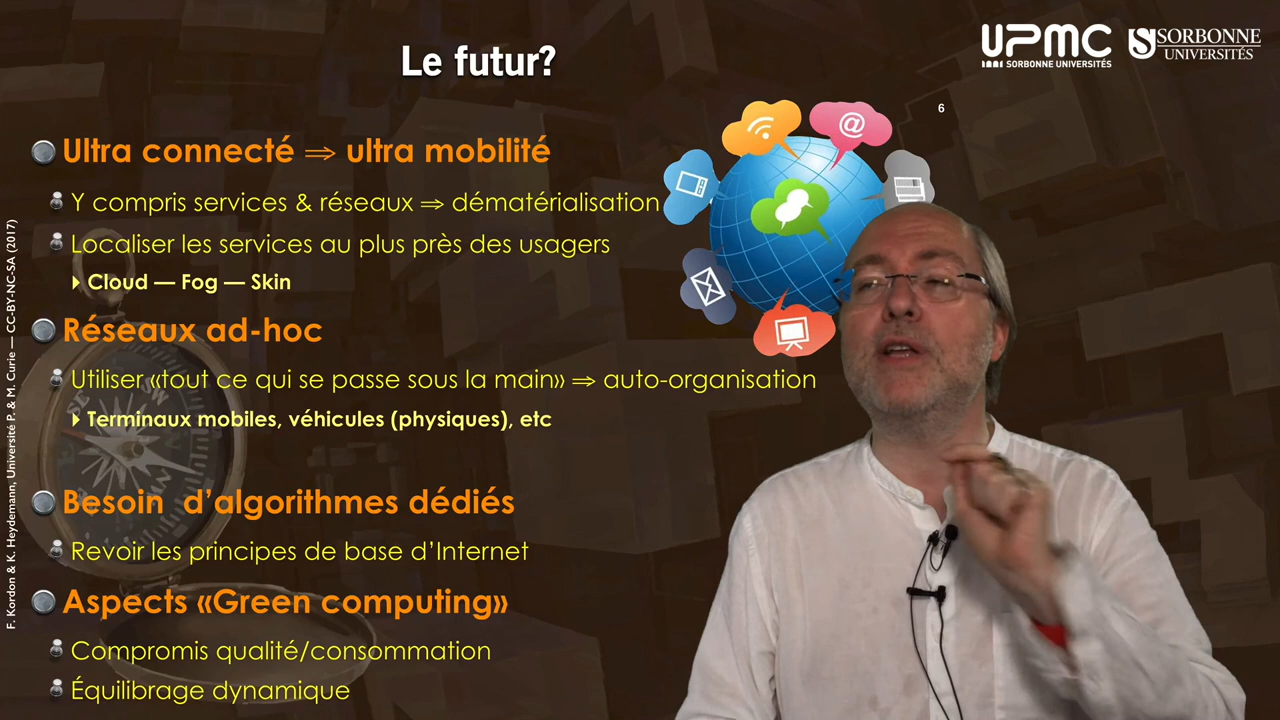 Le futur?
UPMC
SORBONNE UNIVERSITÉS
SORBONNE
UNIVERSITÉS
6
Ultra connecté ⇒ ultra mobilité
Y compris services & réseaux ⇒ dématérialisation
Localiser les services au plus près des usagers
Cloud — Fog — Skin
Réseaux ad-hoc
Utiliser «tout ce qui se passe sous la main» ⇒ auto-organisation
Terminaux mobiles, véhicules (physiques), etc
Besoin d'algorithmes dédiés
Revoir les principes de base d'Internet
Aspects «Green computing»
Compromis qualité/consommation
Équilibrage dynamique
F. Kordon & K. Heydemann, Université P. & M. Curie — CC-BY-NC-SA (2017)
@